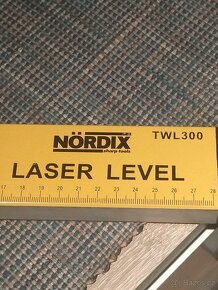 NÖRDIX
sharp tools
TWL300
LASER LEVEL
17 18 19 20 21 22 23 24 25 26 27 28